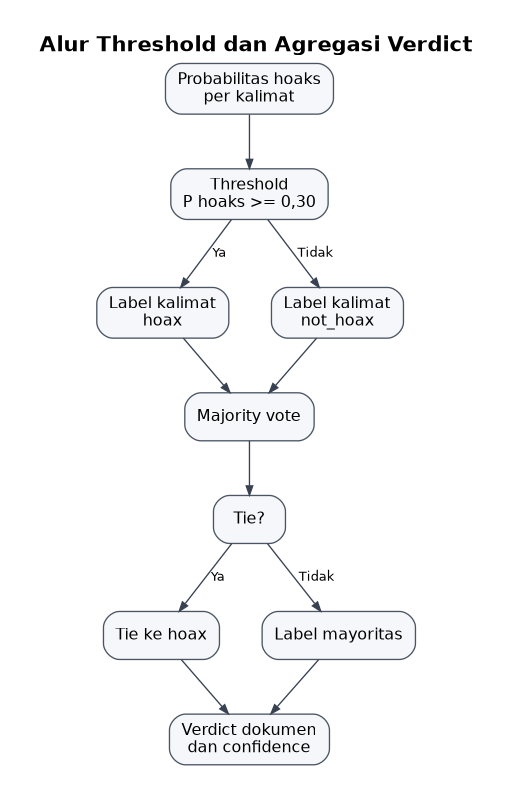 Alur Threshold dan Agregasi Verdict
Probabilitas hoaks
per kalimat
Threshold
P hoaks >= 0,30
Ya
Tidak
Label kalimat
hoax
Label kalimat
not_hoax
Majority vote
Tie?
Ya
Tidak
Tie ke hoax
Label mayoritas
Verdict dokumen
dan confidence